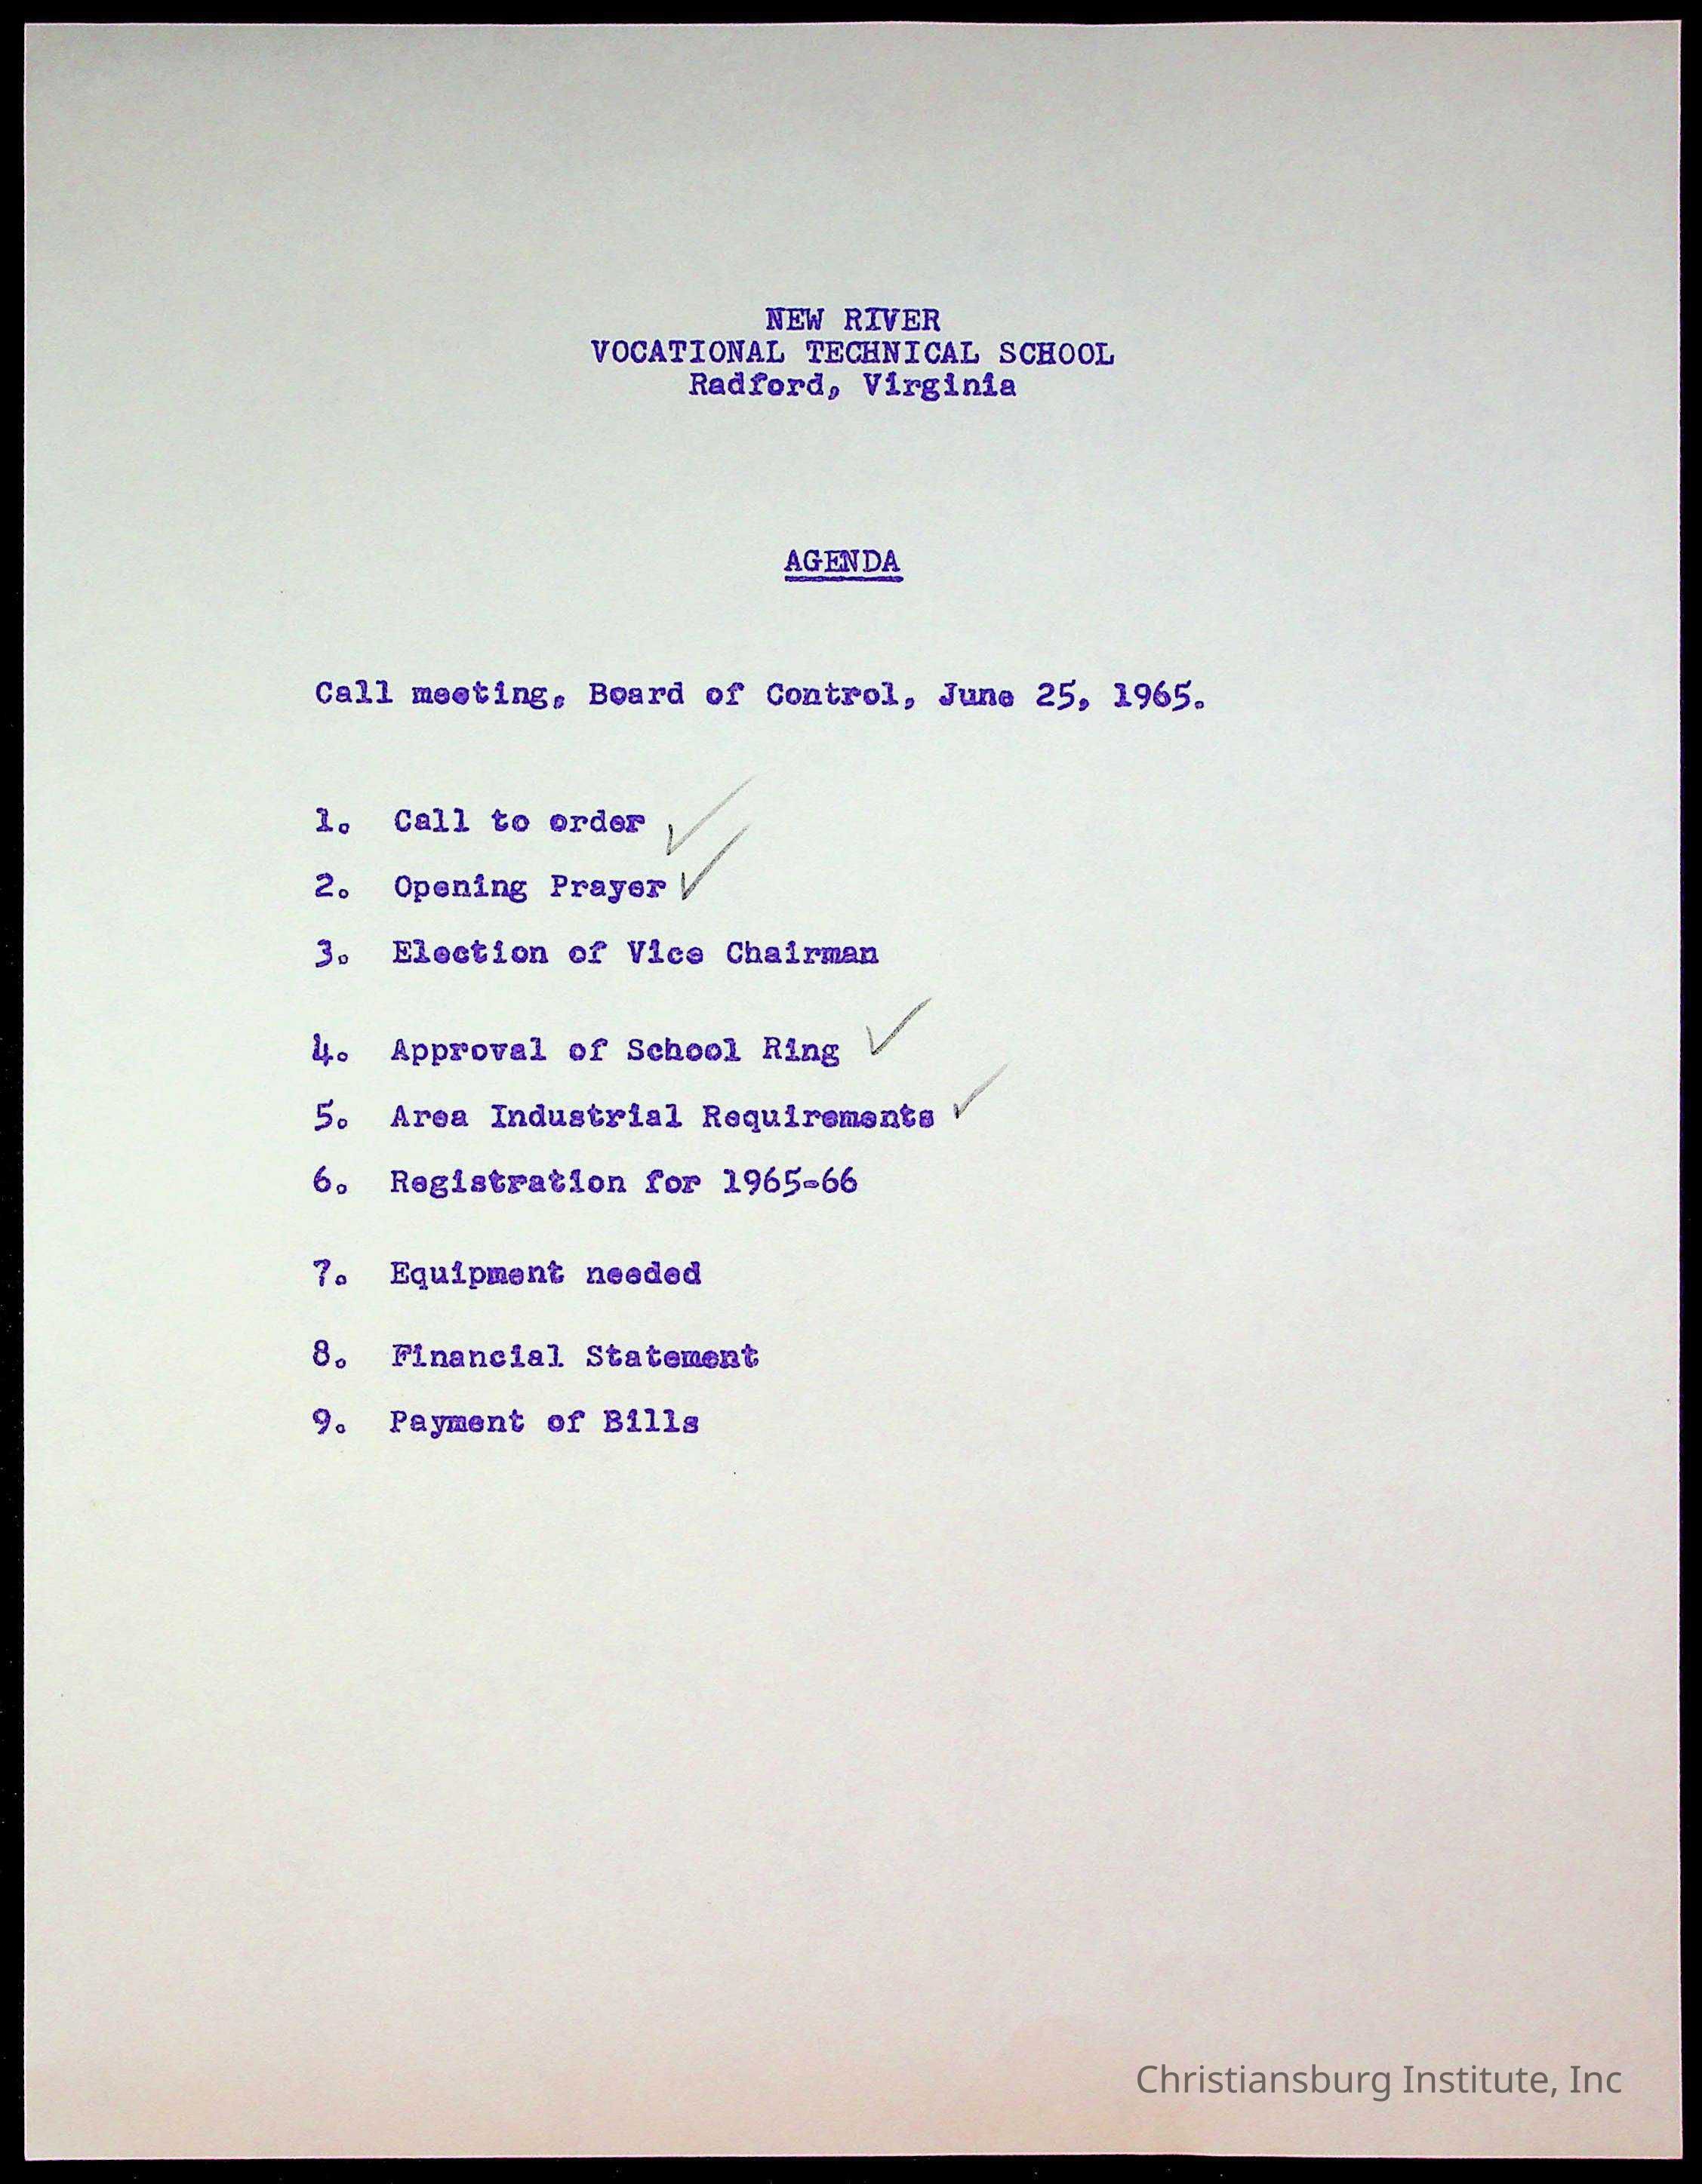 NEW RIVER
VOCATIONAL TECHNICAL SCHOOL
Radford, Virginia
AGENDA
Call meeting, Board of Control, June 25, 1965.
1. Call to order ✓
2. Opening Prayer ✓
3. Election of Vice Chairman
4. Approval of School Ring ✓
5. Area Industrial Requirements ✓
6. Registration for 1965-66
7. Equipment needed
8. Financial Statement
9. Payment of Bills
Christiansburg Institute, Inc